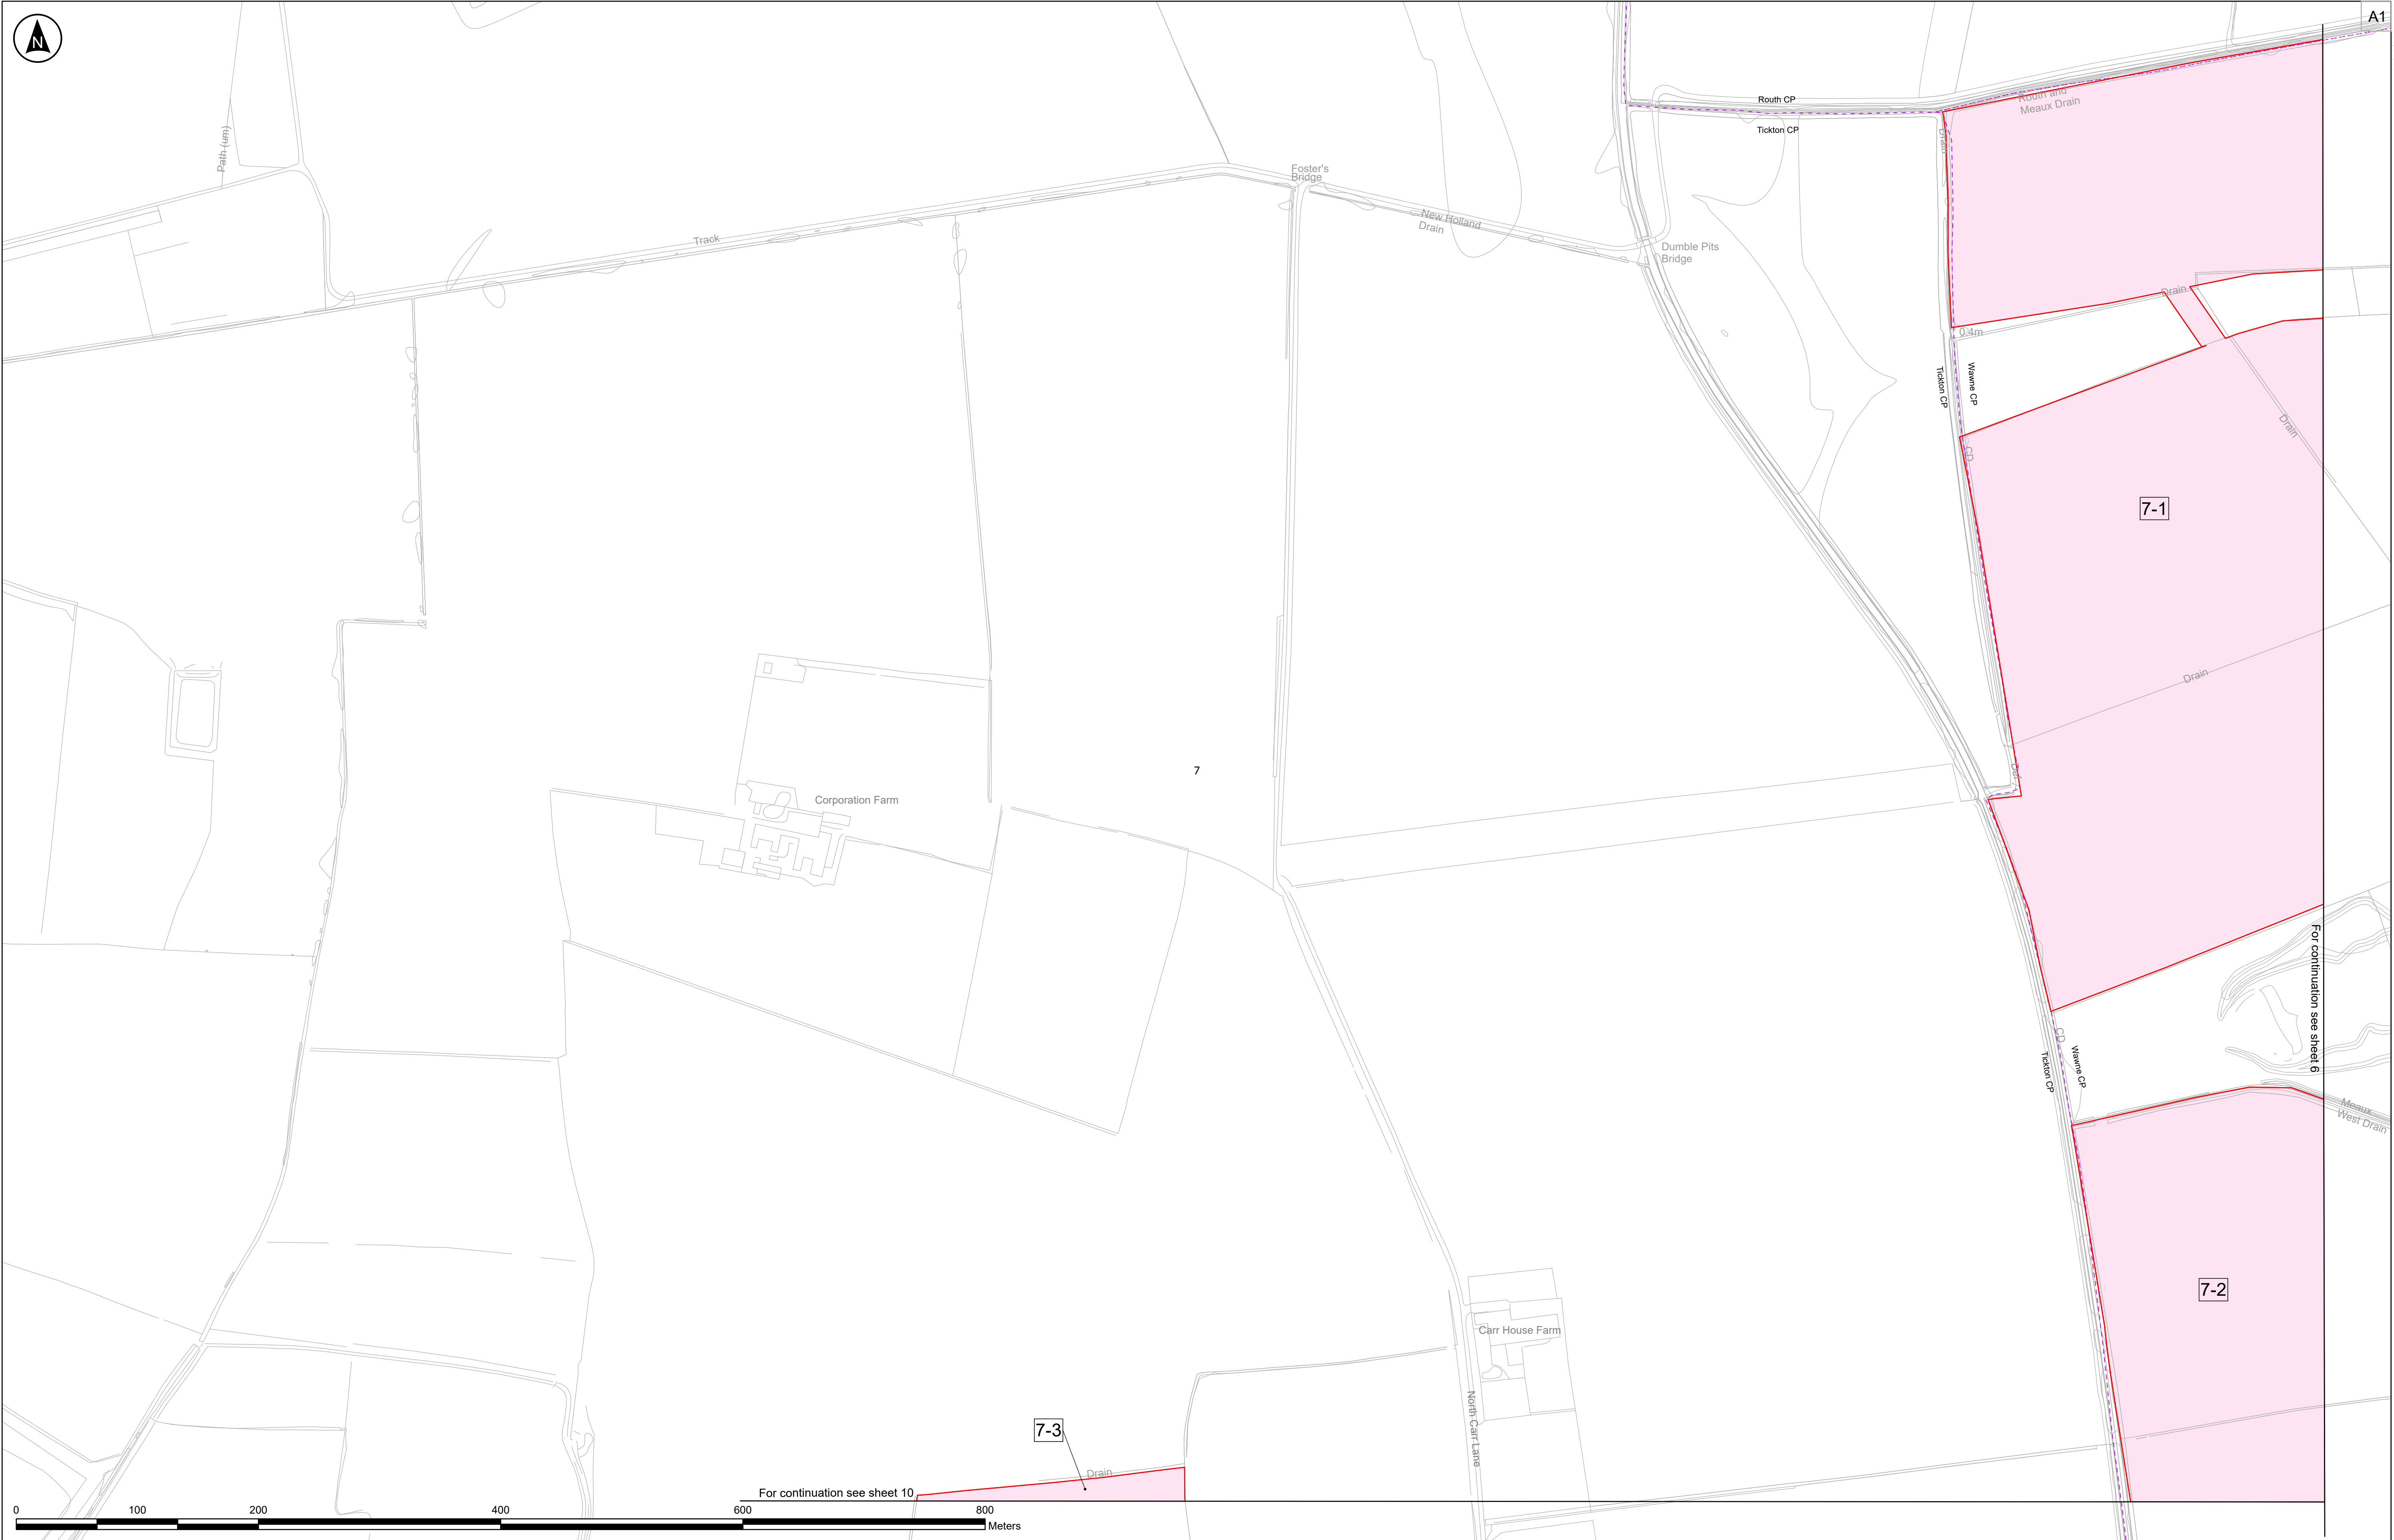 N
A1
Path (um)
Routh CP
Tickton CP
Routh and
Meaux Drain
Drain
Foster's
Bridge
New Holland
Drain
Track
Dumble Pits
Bridge
Drain
0.4m
Tickton CP
Wawne CP
Drain
CD
7-1
Drain
7
Def
Corporation Farm
For continuation see sheet 6
CD
Tickton CP
Wawne CP
Meaux
West Drain
7-2
Carr House Farm
North Carr Lane
7-3
Drain
For continuation see sheet 10
0 100 200 400 600 800
Meters